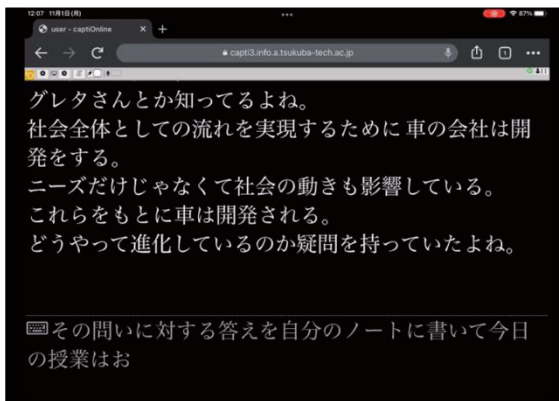 12:07 11月1日(月)
87%
user - captiOnline
capti3.info.a.tsukuba-tech.ac.jp
1
グレタさんとか知ってるよね。
社会全体としての流れを実現するために 車の会社は開
発をする。
ニーズだけじゃなくて社会の動きも影響している。
これらをもとに車は開発される。
どうやって進化しているのか疑問を持っていたよね。
その問いに対する答えを自分のノートに書いて今日
の授業はお